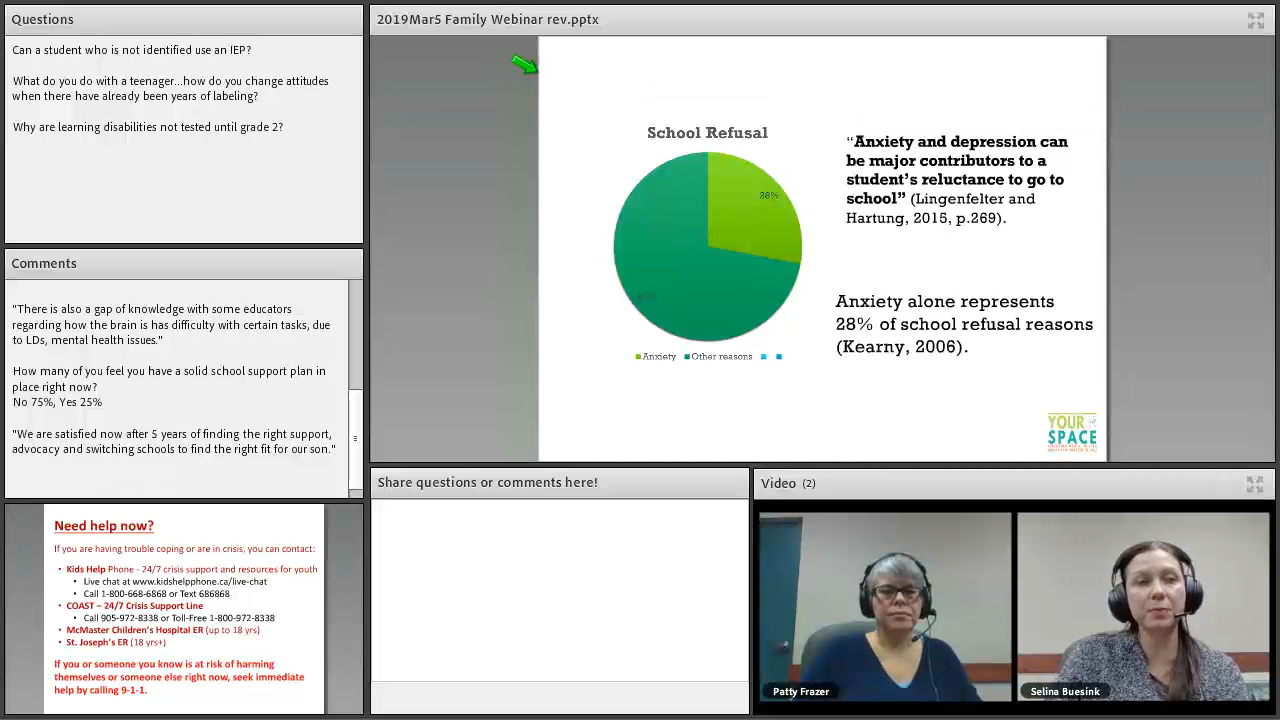 Questions
Can a student who is not identified use an IEP?
What do you do with a teenager...how do you change attitudes
when there have already been years of labeling?
Why are learning disabilities not tested until grade 2?
Comments
"There is also a gap of knowledge with some educators
regarding how the brain is has difficulty with certain tasks, due
to LDs, mental health issues."
How many of you feel you have a solid school support plan in
place right now?
No 75%, Yes 25%
"We are satisfied now after 5 years of finding the right support,
advocacy and switching schools to find the right fit for our son."
Need help now?
If you are having trouble coping or are in crisis, you can contact:
• Kids Help Phone - 24/7 crisis support and resources for youth
• Live chat at www.kidshelpphone.ca/live-chat
• Call 1-800-668-6868 or Text 686868
• COAST – 24/7 Crisis Support Line
• Call 905-972-8338 or Toll-Free 1-800-972-8338
• McMaster Children's Hospital ER (up to 18 yrs)
• St. Joseph's ER (18 yrs+)
If you or someone you know is at risk of harming
themselves or someone else right now, seek immediate
help by calling 9-1-1.
2019Mar5 Family Webinar rev.pptx
School Refusal
28%
Anxiety Other reasons
“Anxiety and depression can
be major contributors to a
student’s reluctance to go to
school” (Lingenfelter and
Hartung, 2015, p.269).
Anxiety alone represents
28% of school refusal reasons
(Kearny, 2006).
YOUR
SPACE
Share questions or comments here!
Video (2)
Patty Frazer
Selina Buesink